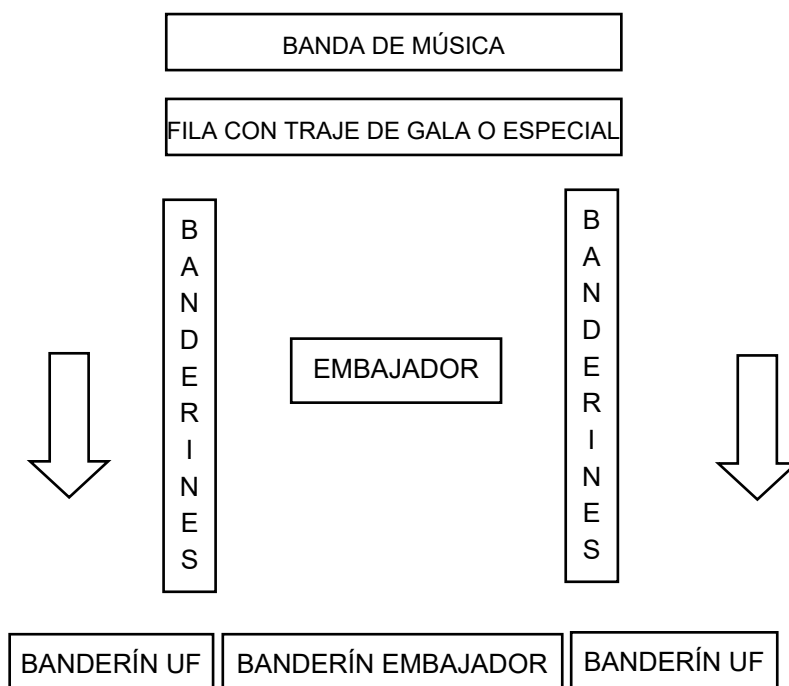 BANDA DE MÚSICA
FILA CON TRAJE DE GALA O ESPECIAL
BANDERINES
EMBAJADOR
BANDERINES
BANDERÍN UF
BANDERÍN EMBAJADOR
BANDERÍN UF